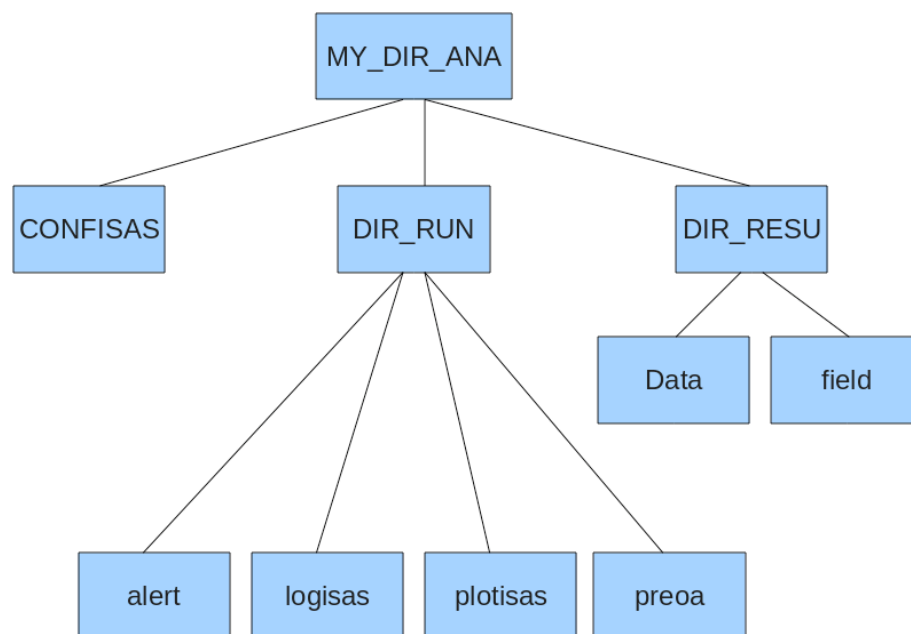 MY_DIR_ANA
CONFISAS
DIR_RUN
DIR_RESU
Data
field
alert
logisas
plotisas
preoa